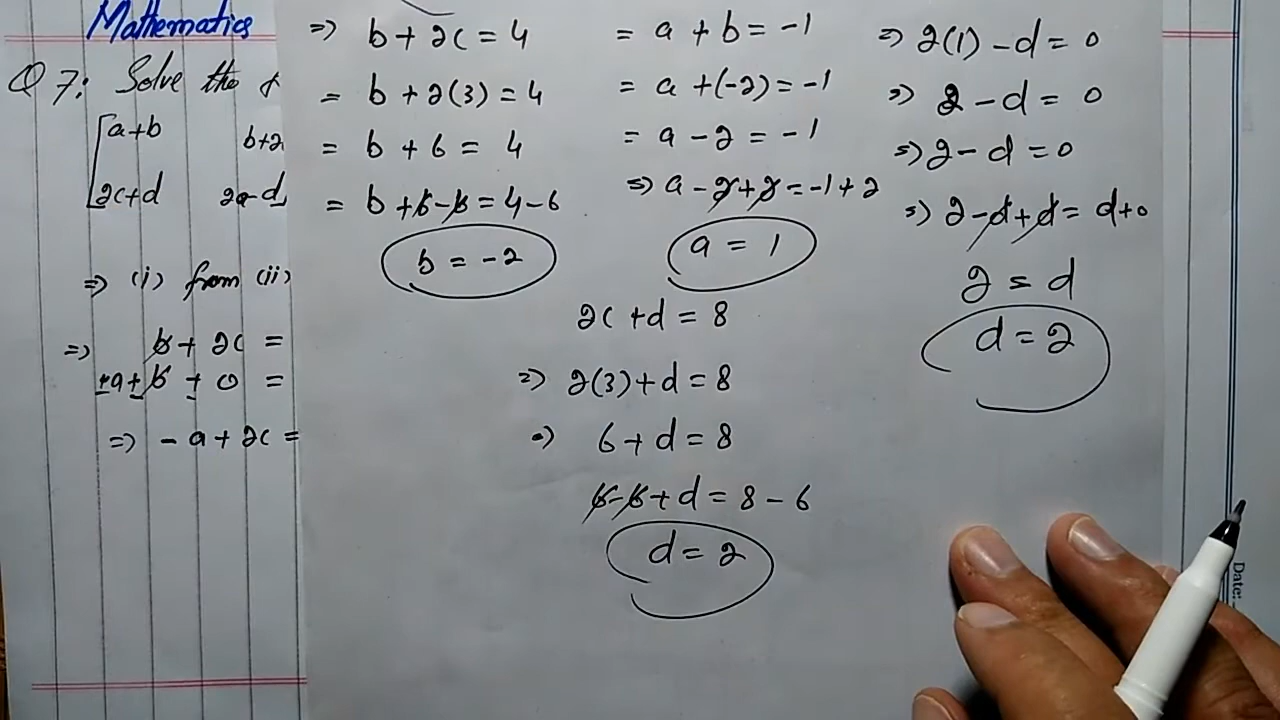 Mathematics
Q 7: Solve the
[a+b b+2
2c+d 2a-d]
=> (i) from (ii)
=> b + 2c =
+a + b + 0 =
=> - a + 2c =
=> b + 2c = 4
= b + 2(3) = 4
= b + 6 = 4
= b + 6 - 6 = 4 - 6
b = -2
= a + b = -1
= a + (-2) = -1
= a - 2 = -1
=> a - 2 + 2 = -1 + 2
a = 1
2c + d = 8
=> 2(3) + d = 8
=> 6 + d = 8
6 - 6 + d = 8 - 6
d = 2
=> 2(1) - d = 0
=> 2 - d = 0
=> 2 - d = 0
=> 2 - d + d = d + 0
2 = d
d = 2
Date: